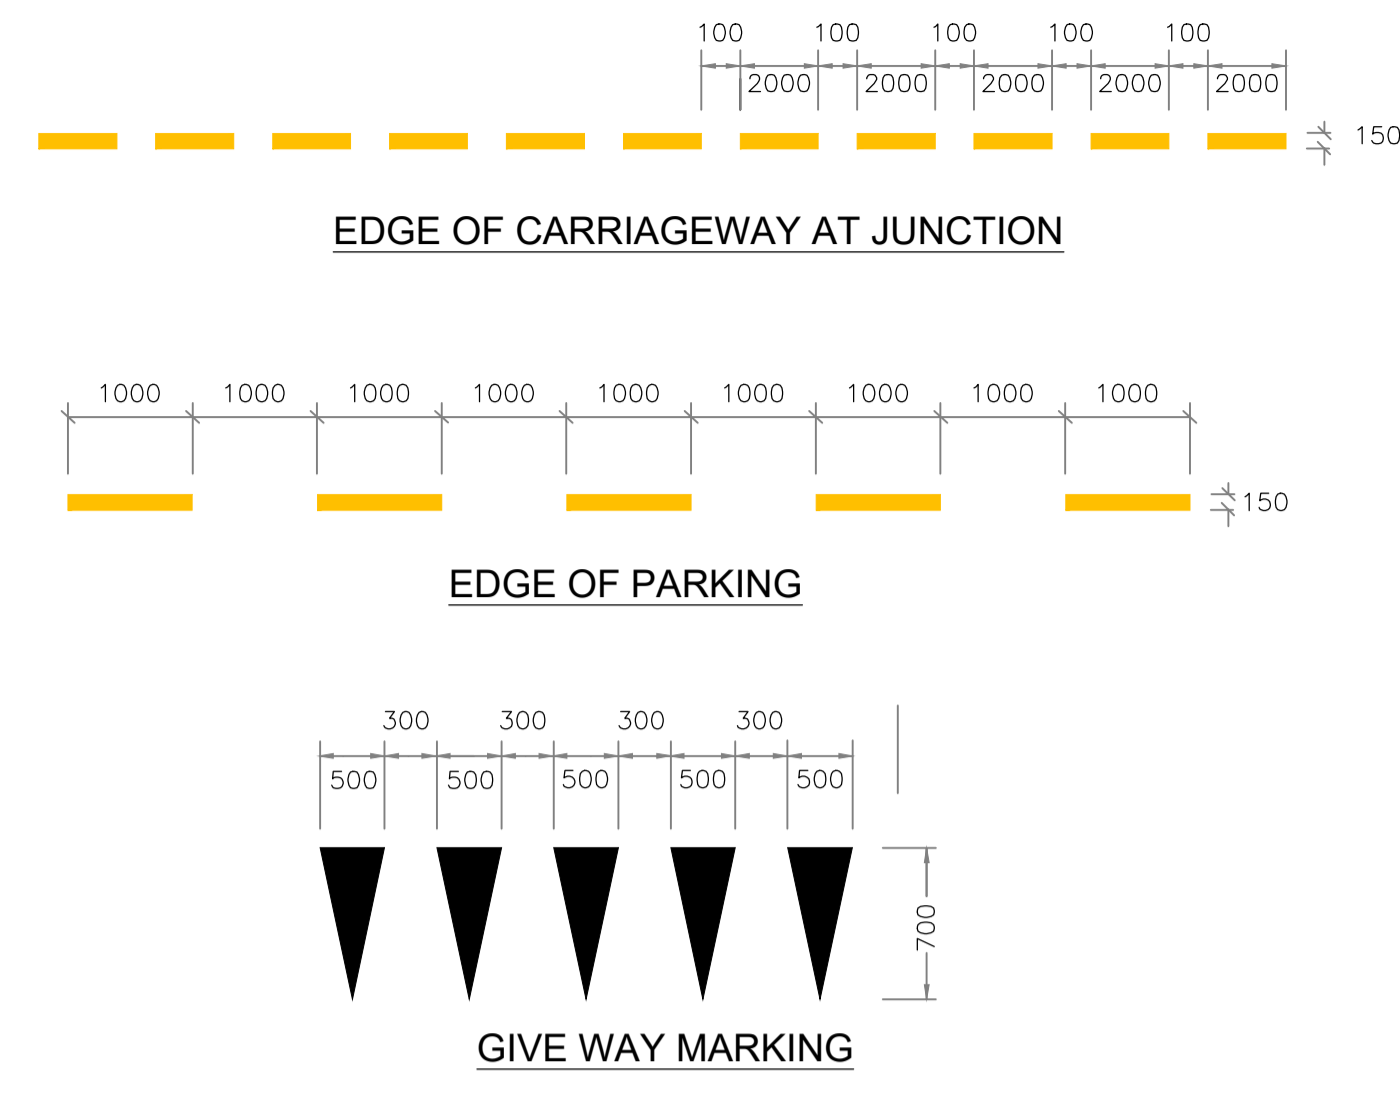 100 100 100 100 100
2000 2000 2000 2000 2000
150
EDGE OF CARRIAGEWAY AT JUNCTION
1000 1000 1000 1000 1000 1000 1000 1000 1000
150
EDGE OF PARKING
300 300 300 300
500 500 500 500 500
700
GIVE WAY MARKING